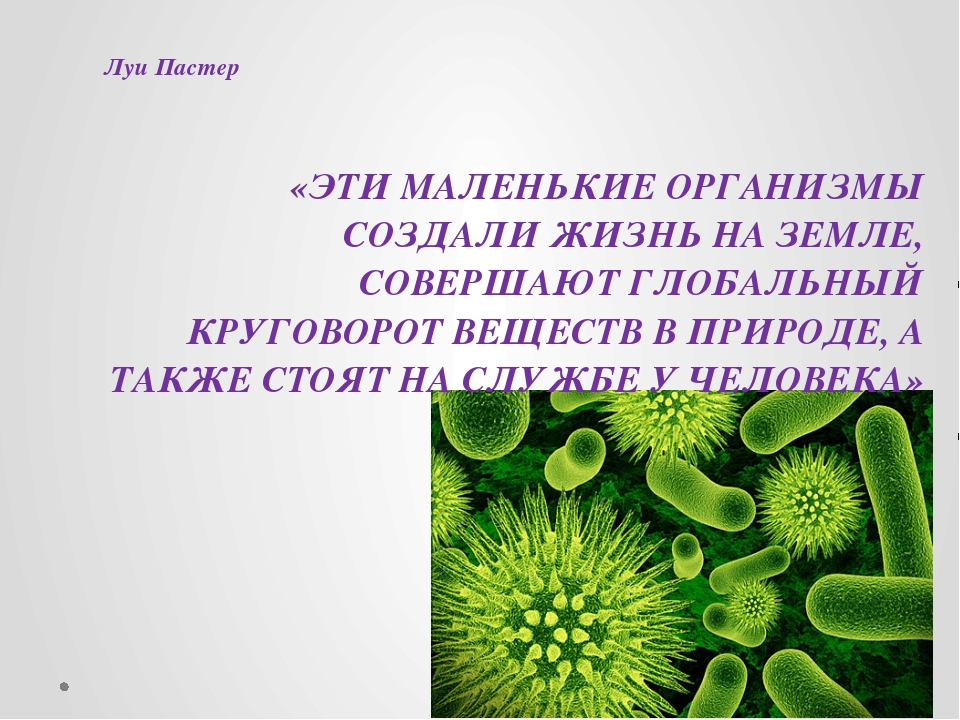 Луи Пастер
«ЭТИ МАЛЕНЬКИЕ ОРГАНИЗМЫ
СОЗДАЛИ ЖИЗНЬ НА ЗЕМЛЕ,
СОВЕРШАЮТ ГЛОБАЛЬНЫЙ
КРУГОВОРОТ ВЕЩЕСТВ В ПРИРОДЕ, А
ТАКЖЕ СТОЯТ НА СЛУЖБЕ У ЧЕЛОВЕКА»